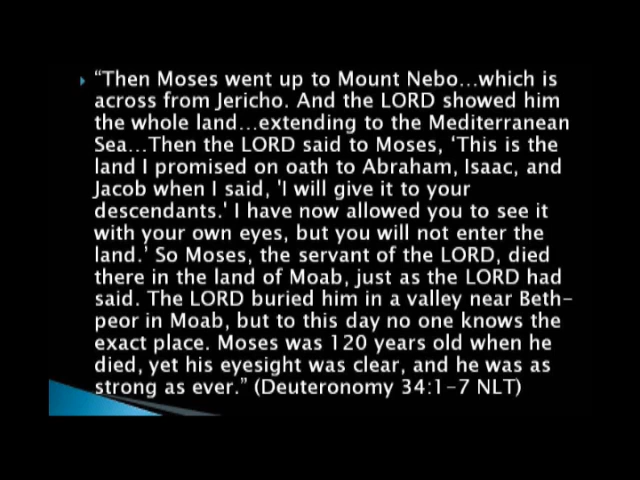 “Then Moses went up to Mount Nebo...which is
across from Jericho. And the LORD showed him
the whole land...extending to the Mediterranean
Sea...Then the LORD said to Moses, ‘This is the
land I promised on oath to Abraham, Isaac, and
Jacob when I said, 'I will give it to your
descendants.' I have now allowed you to see it
with your own eyes, but you will not enter the
land.’ So Moses, the servant of the LORD, died
there in the land of Moab, just as the LORD had
said. The LORD buried him in a valley near Beth-
peor in Moab, but to this day no one knows the
exact place. Moses was 120 years old when he
died, yet his eyesight was clear, and he was as
strong as ever.” (Deuteronomy 34:1-7 NLT)